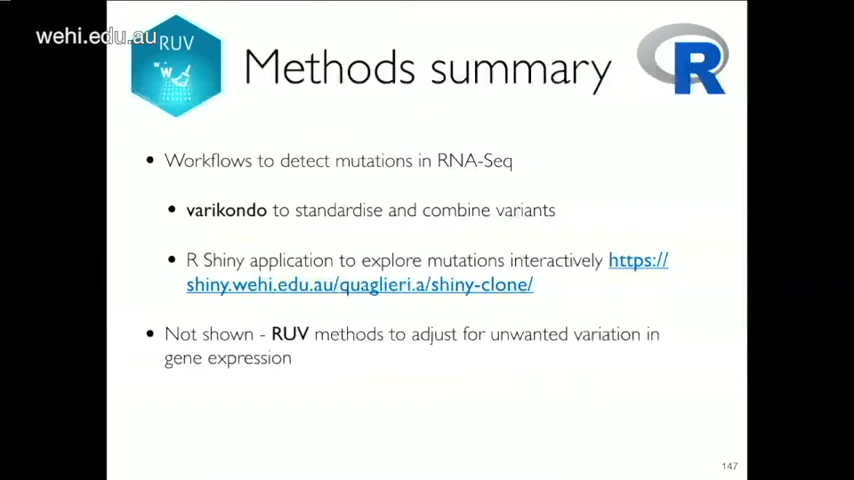 wehi.edu.au
RUV
Methods summary
R
• Workflows to detect mutations in RNA-Seq
• varikondo to standardise and combine variants
• R Shiny application to explore mutations interactively https://
shiny.wehi.edu.au/quaglieri.a/shiny-clone/
• Not shown - RUV methods to adjust for unwanted variation in
gene expression
147